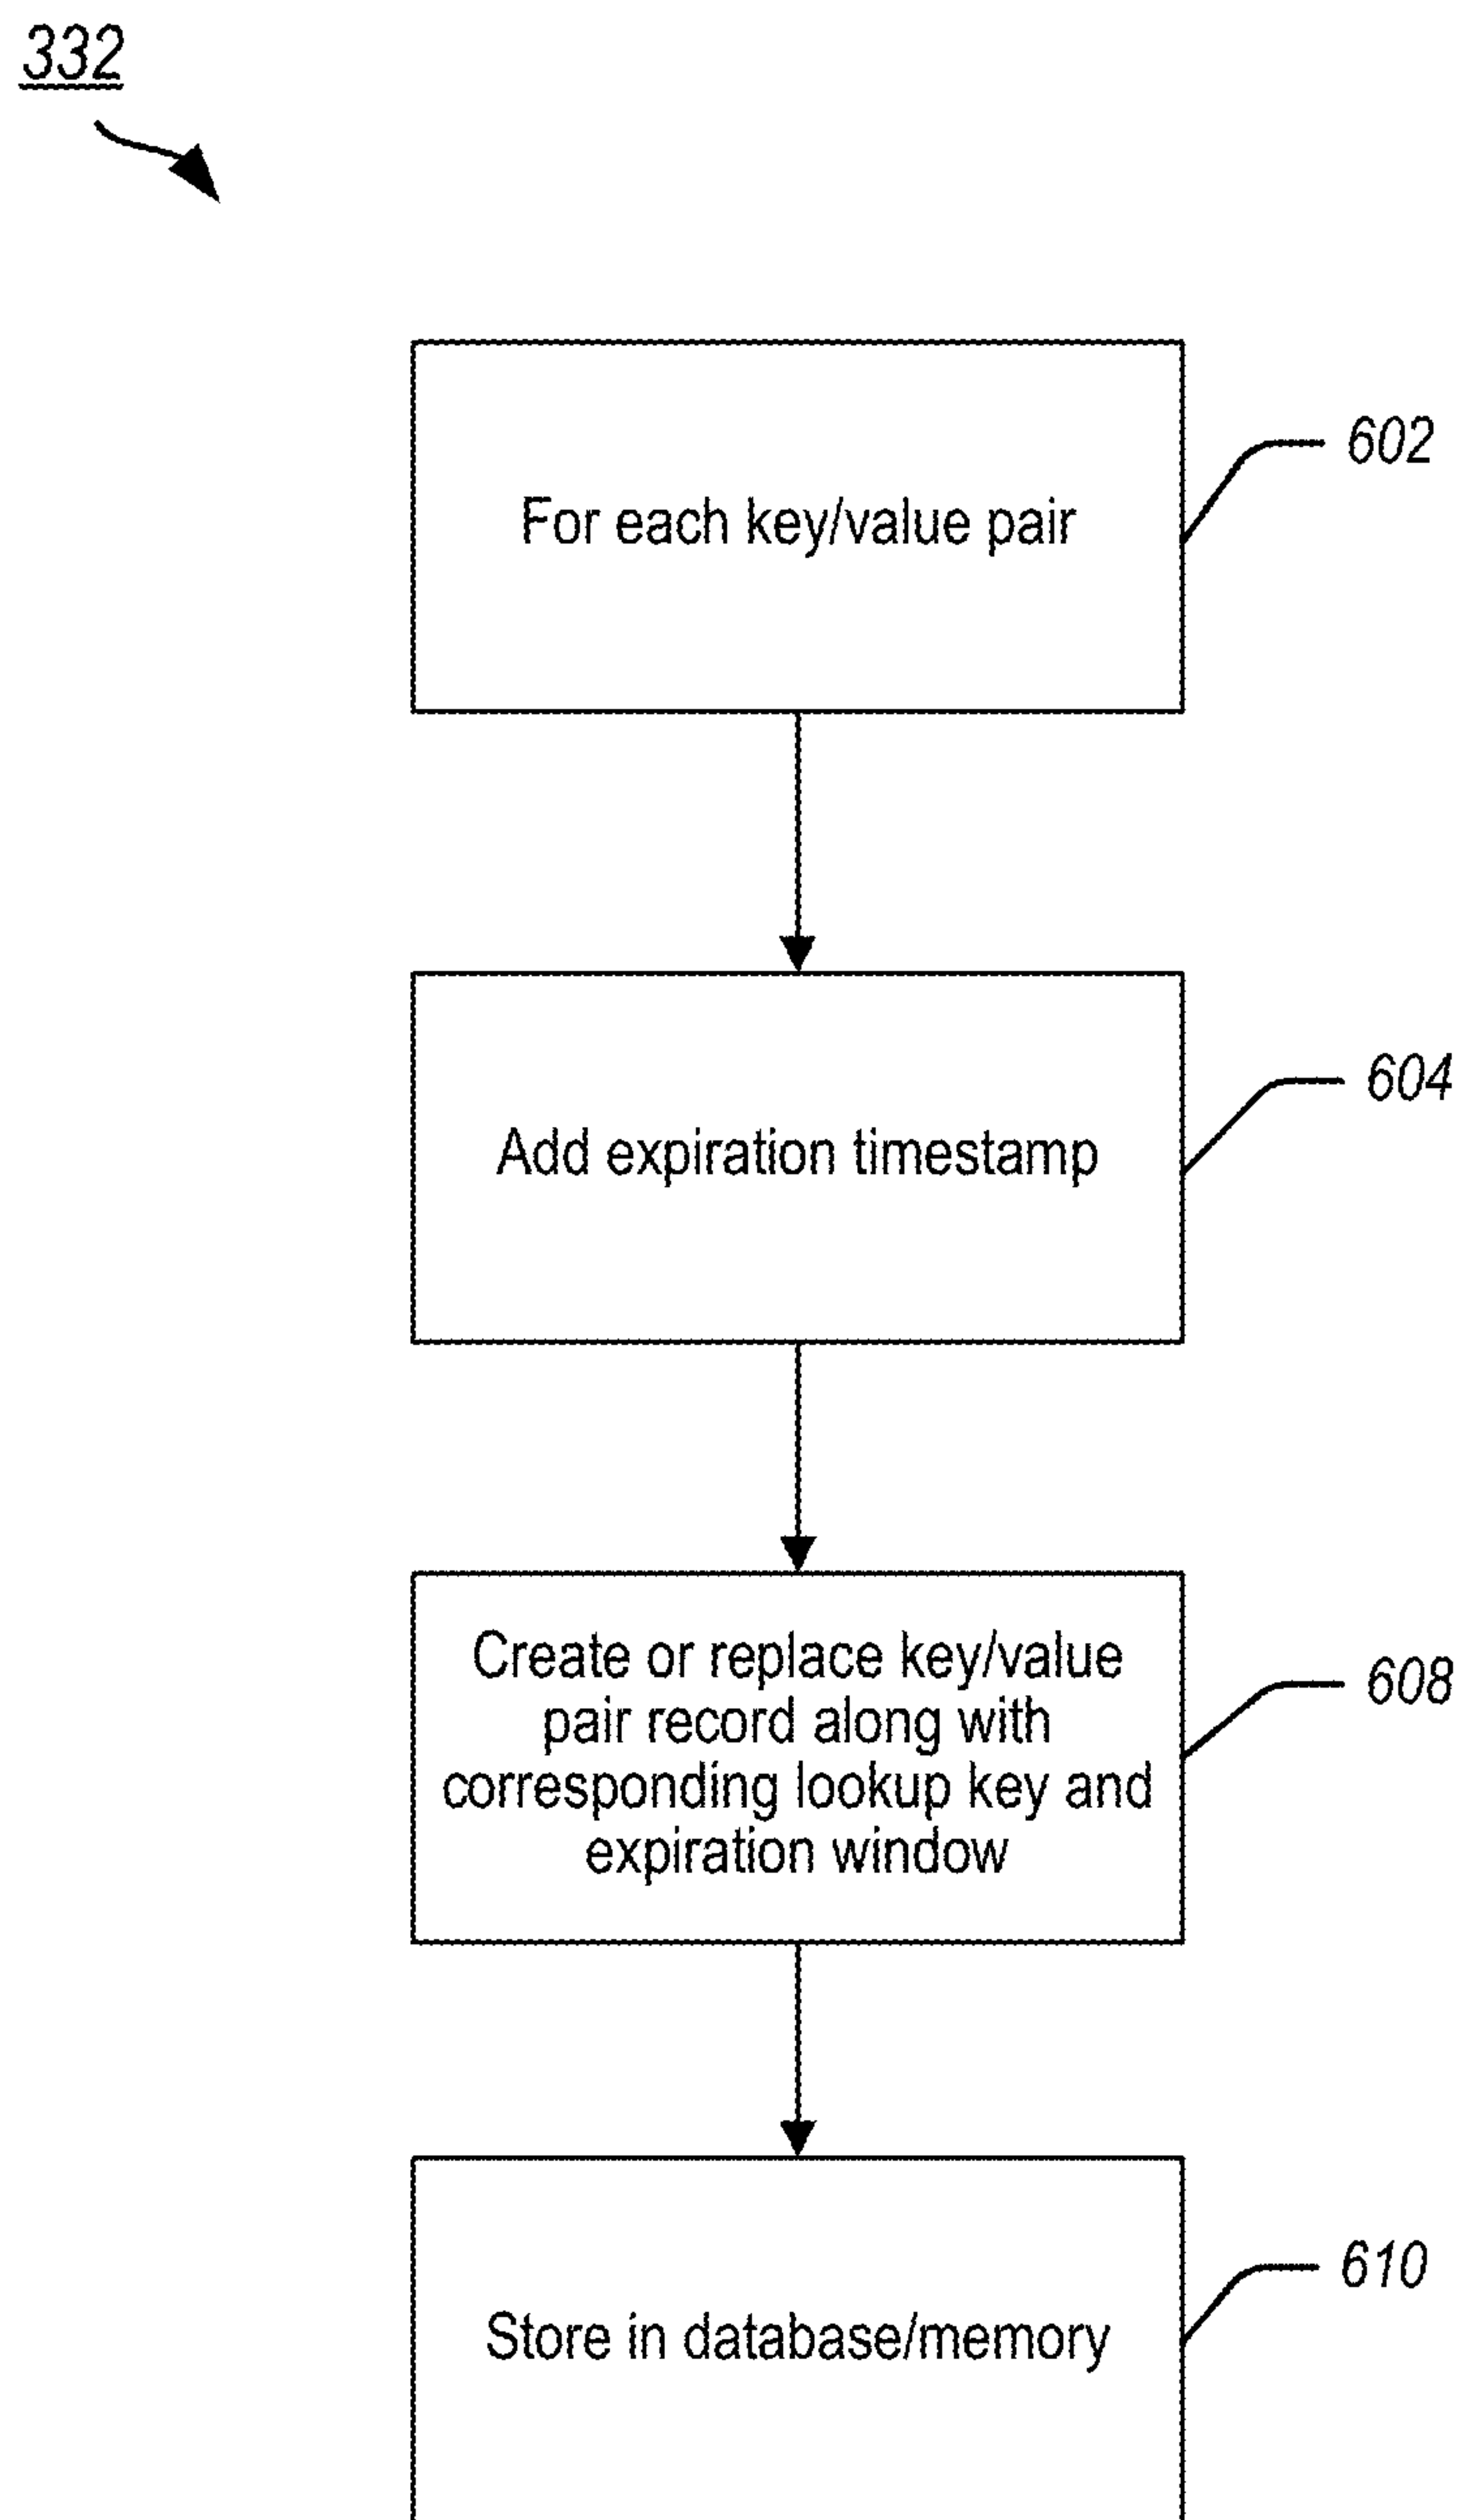 332
For each key/value pair
602
Add expiration timestamp
604
Create or replace key/value
pair record along with
corresponding lookup key and
expiration window
608
Store in database/memory
610